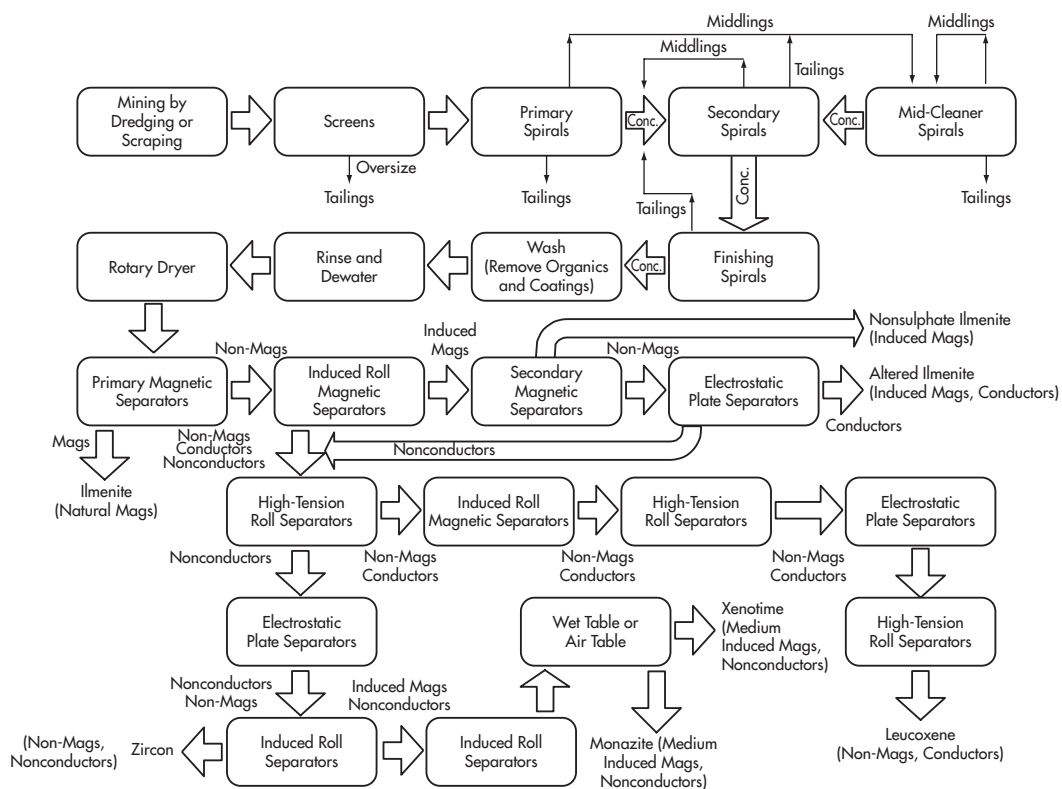 Middlings
Middlings
Tailings
Mining by
Dredging or
Scraping
Screens
Primary
Spirals
Conc.
Secondary
Spirals
Conc.
Mid-Cleaner
Spirals
Oversize
Tailings
Tailings
Tailings
Conc.
Tailings
Rotary Dryer
Rinse and
Dewater
Wash
(Remove Organics
and Coatings)
Conc.
Finishing
Spirals
Non-Mags
Induced
Mags
Non-Mags
Nonsulphate Ilmenite
(Induced Mags)
Primary Magnetic
Separators
Induced Roll
Magnetic
Separators
Secondary
Magnetic
Separators
Electrostatic
Plate Separators
Altered Ilmenite
(Induced Mags, Conductors)
Conductors
Mags
Non-Mags
Conductors
Nonconductors
Nonconductors
Ilmenite
(Natural Mags)
High-Tension
Roll Separators
Induced Roll
Magnetic Separators
High-Tension
Roll Separators
Electrostatic
Plate Separators
Nonconductors
Non-Mags
Conductors
Non-Mags
Conductors
Non-Mags
Conductors
Electrostatic
Plate Separators
Wet Table or
Air Table
Xenotime
(Medium
Induced Mags,
Nonconductors)
High-Tension
Roll Separators
Nonconductors
Non-Mags
Induced Mags
Nonconductors
(Non-Mags,
Nonconductors)
Zircon
Induced Roll
Separators
Induced Roll
Separators
Monazite (Medium
Induced Mags,
Nonconductors)
Leucoxene
(Non-Mags, Conductors)